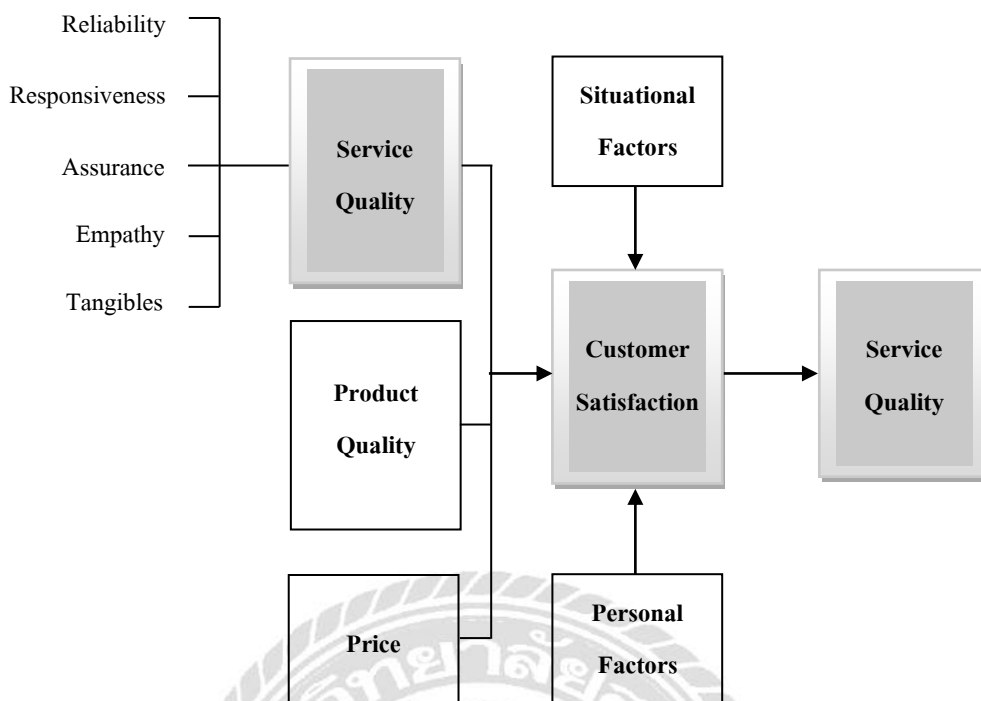 Reliability
Responsiveness
Assurance
Empathy
Tangibles
Service
Quality
Product
Quality
Price
Situational
Factors
Customer
Satisfaction
Personal
Factors
Service
Quality